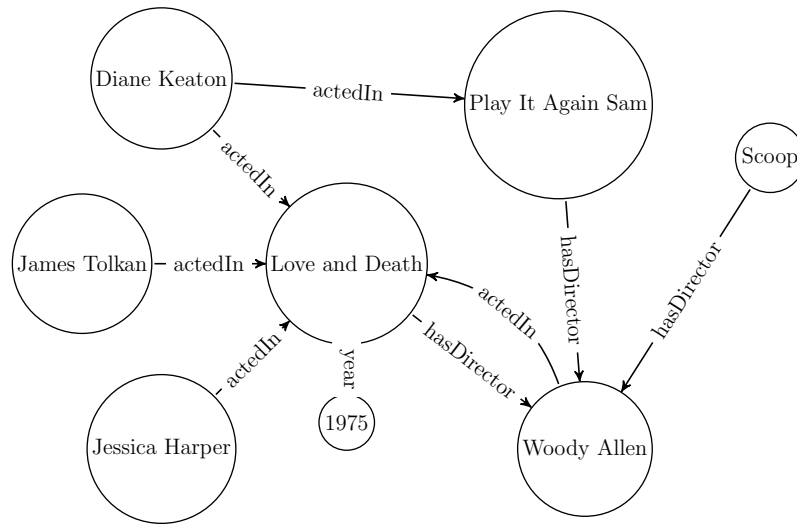 Diane Keaton
actedIn
Play It Again Sam
Scoop
actedIn
James Tolkan
actedIn
Love and Death
actedIn
hasDirector
hasDirector
actedIn
year
hasDirector
Jessica Harper
1975
Woody Allen